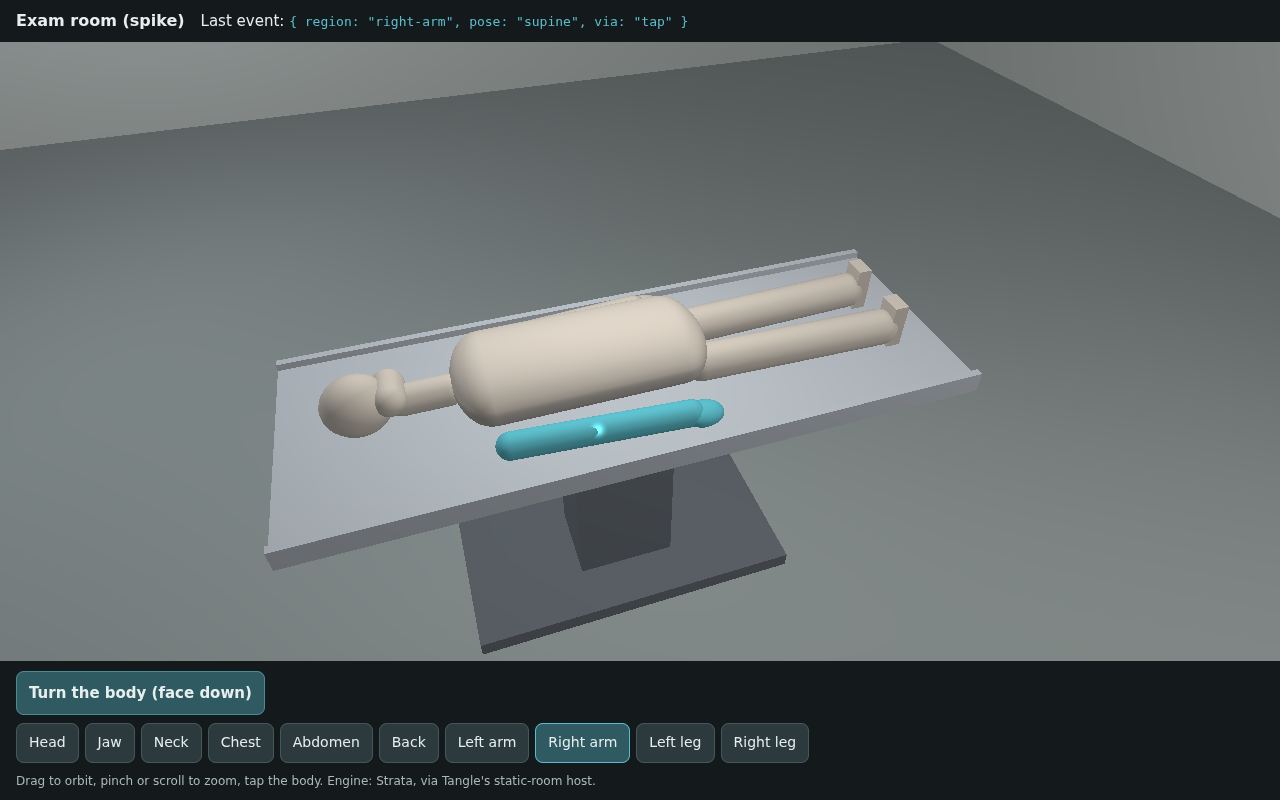 Exam room (spike) Last event: { region: "right-arm", pose: "supine", via: "tap" }
Turn the body (face down)
Head Jaw Neck Chest Abdomen Back Left arm Right arm Left leg Right leg
Drag to orbit, pinch or scroll to zoom, tap the body. Engine: Strata, via Tangle's static-room host.